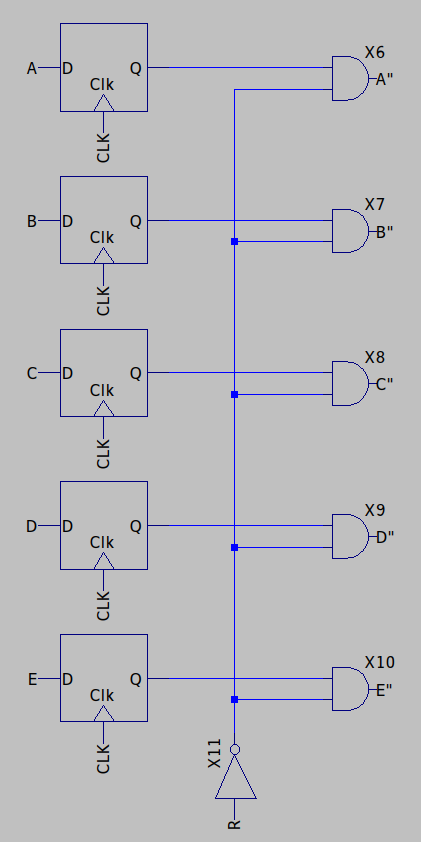 X6
Clk
A D Q A"
CLK
X7
B D Q B"
Clk
CLK
X8
C D Q C"
Clk
CLK
X9
D D Q D"
Clk
CLK
X10
E D Q E"
Clk
CLK
X11
R